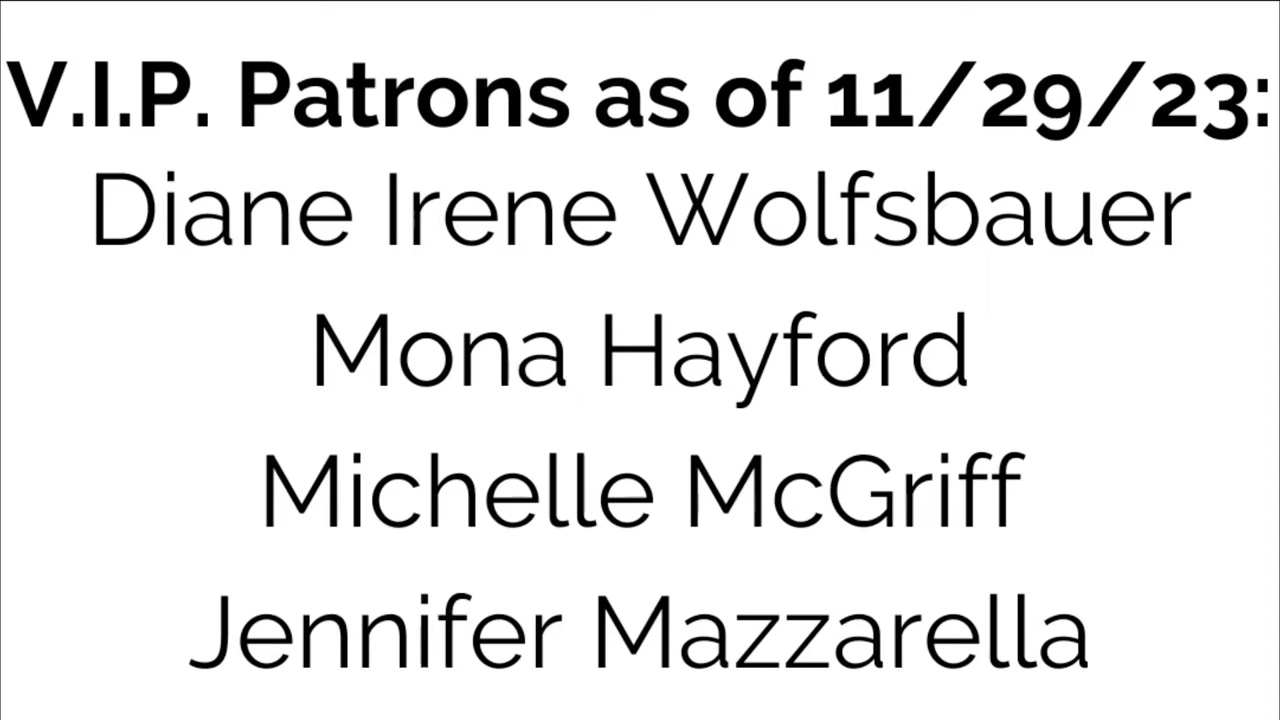 V.I.P. Patrons as of 11/29/23:
Diane Irene Wolfsbauer
Mona Hayford
Michelle McGriff
Jennifer Mazzarella